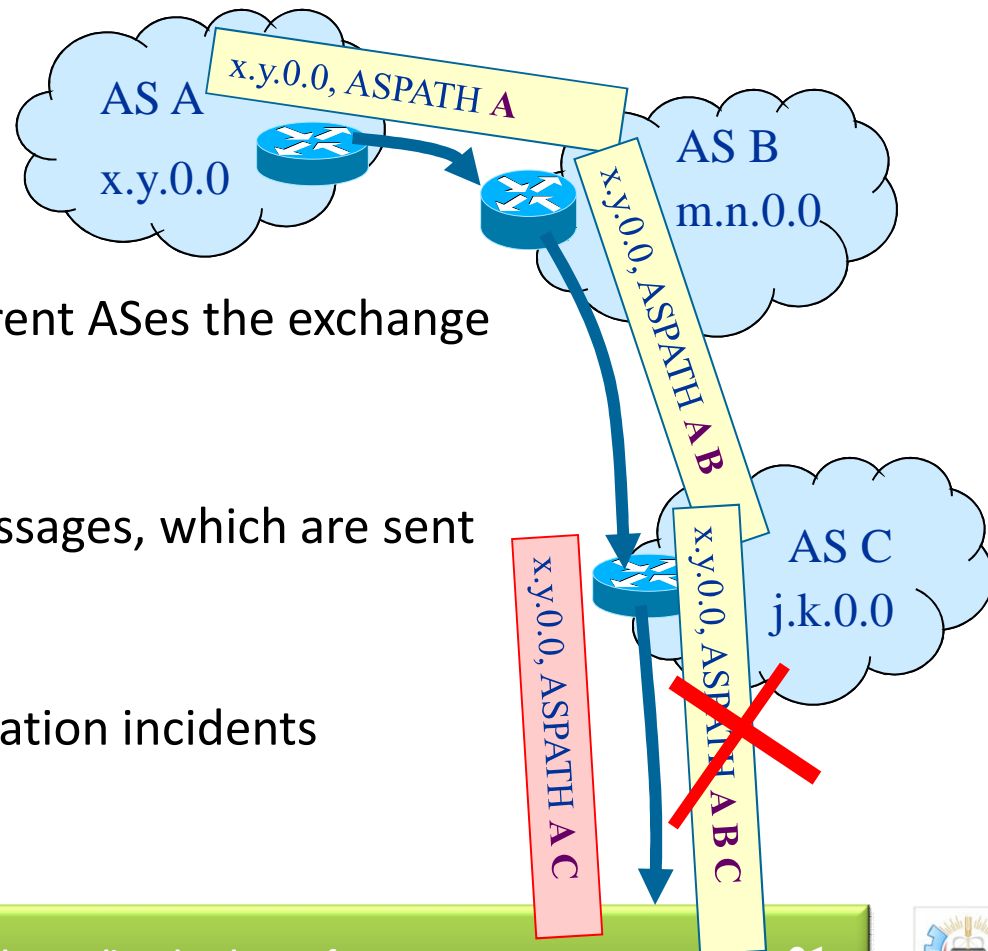 x.y.0.0, ASPATH A
AS A
x.y.0.0
AS B
m.n.0.0
x.y.0.0, ASPATH A B
rent ASes the exchange
ssages, which are sent
AS C
j.k.0.0
x.y.0.0, ASPATH A C
x.y.0.0, ASPATH A B C
ation incidents